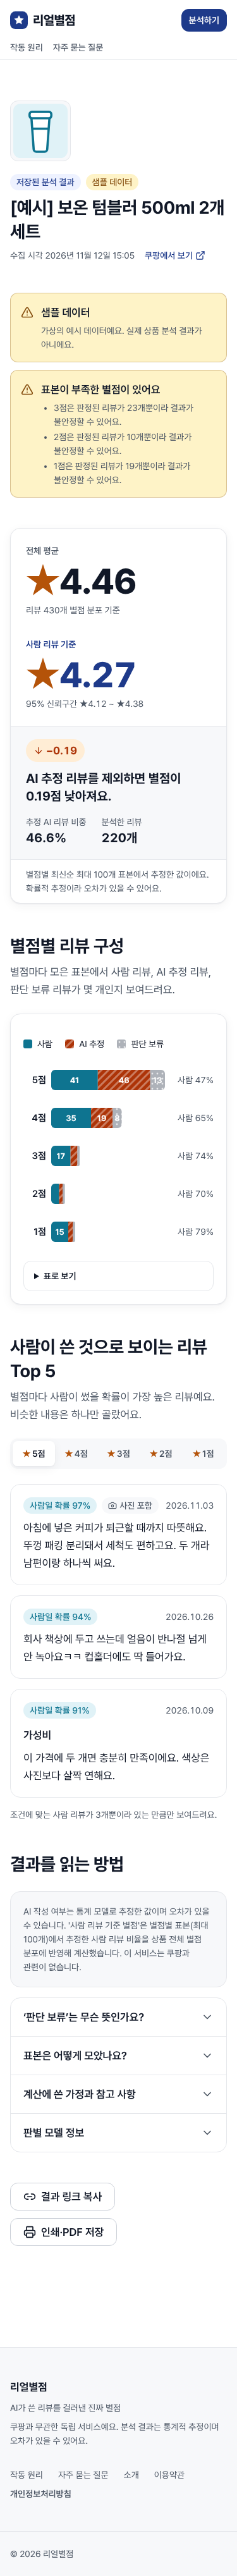 리얼별점
분석하기
작동 원리 자주 묻는 질문
저장된 분석 결과 샘플 데이터
[예시] 보온 텀블러 500ml 2개
세트
수집 시각 2026년 11월 12일 15:05 쿠팡에서 보기
샘플 데이터
가상의 예시 데이터예요. 실제 상품 분석 결과가
아니에요.
표본이 부족한 별점이 있어요
• 3점은 판정된 리뷰가 23개뿐이라 결과가
불안정할 수 있어요.
• 2점은 판정된 리뷰가 10개뿐이라 결과가
불안정할 수 있어요.
• 1점은 판정된 리뷰가 19개뿐이라 결과가
불안정할 수 있어요.
전체 평균
★4.46
리뷰 430개 별점 분포 기준
사람 리뷰 기준
★4.27
95% 신뢰구간 ★4.12 ~ ★4.38
↓ −0.19
AI 추정 리뷰를 제외하면 별점이
0.19점 낮아져요.
추정 AI 리뷰 비중 분석한 리뷰
46.6% 220개
별점별 최신순 최대 100개 표본에서 추정한 값이에요.
확률적 추정이라 오차가 있을 수 있어요.
별점별 리뷰 구성
별점마다 모은 표본에서 사람 리뷰, AI 추정 리뷰,
판단 보류 리뷰가 몇 개인지 보여드려요.
사람 AI 추정 판단 보류
5점 41 46 13 사람 47%
4점 35 19 8 사람 65%
3점 17 사람 74%
2점 사람 70%
1점 15 사람 79%
▶ 표로 보기
사람이 쓴 것으로 보이는 리뷰
Top 5
별점마다 사람이 썼을 확률이 가장 높은 리뷰예요.
비슷한 내용은 하나만 골랐어요.
★5점 ★4점 ★3점 ★2점 ★1점
사람일 확률 97% 사진 포함 2026.11.03
아침에 넣은 커피가 퇴근할 때까지 따뜻해요.
뚜껑 패킹 분리돼서 세척도 편하고요. 두 개라
남편이랑 하나씩 써요.
사람일 확률 94% 2026.10.26
회사 책상에 두고 쓰는데 얼음이 반나절 넘게
안 녹아요ㅋㅋ 컵홀더에도 딱 들어가요.
사람일 확률 91% 2026.10.09
가성비
이 가격에 두 개면 충분히 만족이에요. 색상은
사진보다 살짝 연해요.
조건에 맞는 사람 리뷰가 3개뿐이라 있는 만큼만 보여드려요.
결과를 읽는 방법
AI 작성 여부는 통계 모델로 추정한 값이며 오차가 있을
수 있습니다. '사람 리뷰 기준 별점'은 별점별 표본(최대
100개)에서 추정한 사람 리뷰 비율을 상품 전체 별점
분포에 반영해 계산했습니다. 이 서비스는 쿠팡과
관련이 없습니다.
‘판단 보류’는 무슨 뜻인가요?
표본은 어떻게 모았나요?
계산에 쓴 가정과 참고 사항
판별 모델 정보
결과 링크 복사
인쇄·PDF 저장
리얼별점
AI가 쓴 리뷰를 걸러낸 진짜 별점
쿠팡과 무관한 독립 서비스예요. 분석 결과는 통계적 추정이며
오차가 있을 수 있어요.
작동 원리 자주 묻는 질문 소개 이용약관
개인정보처리방침
© 2026 리얼별점